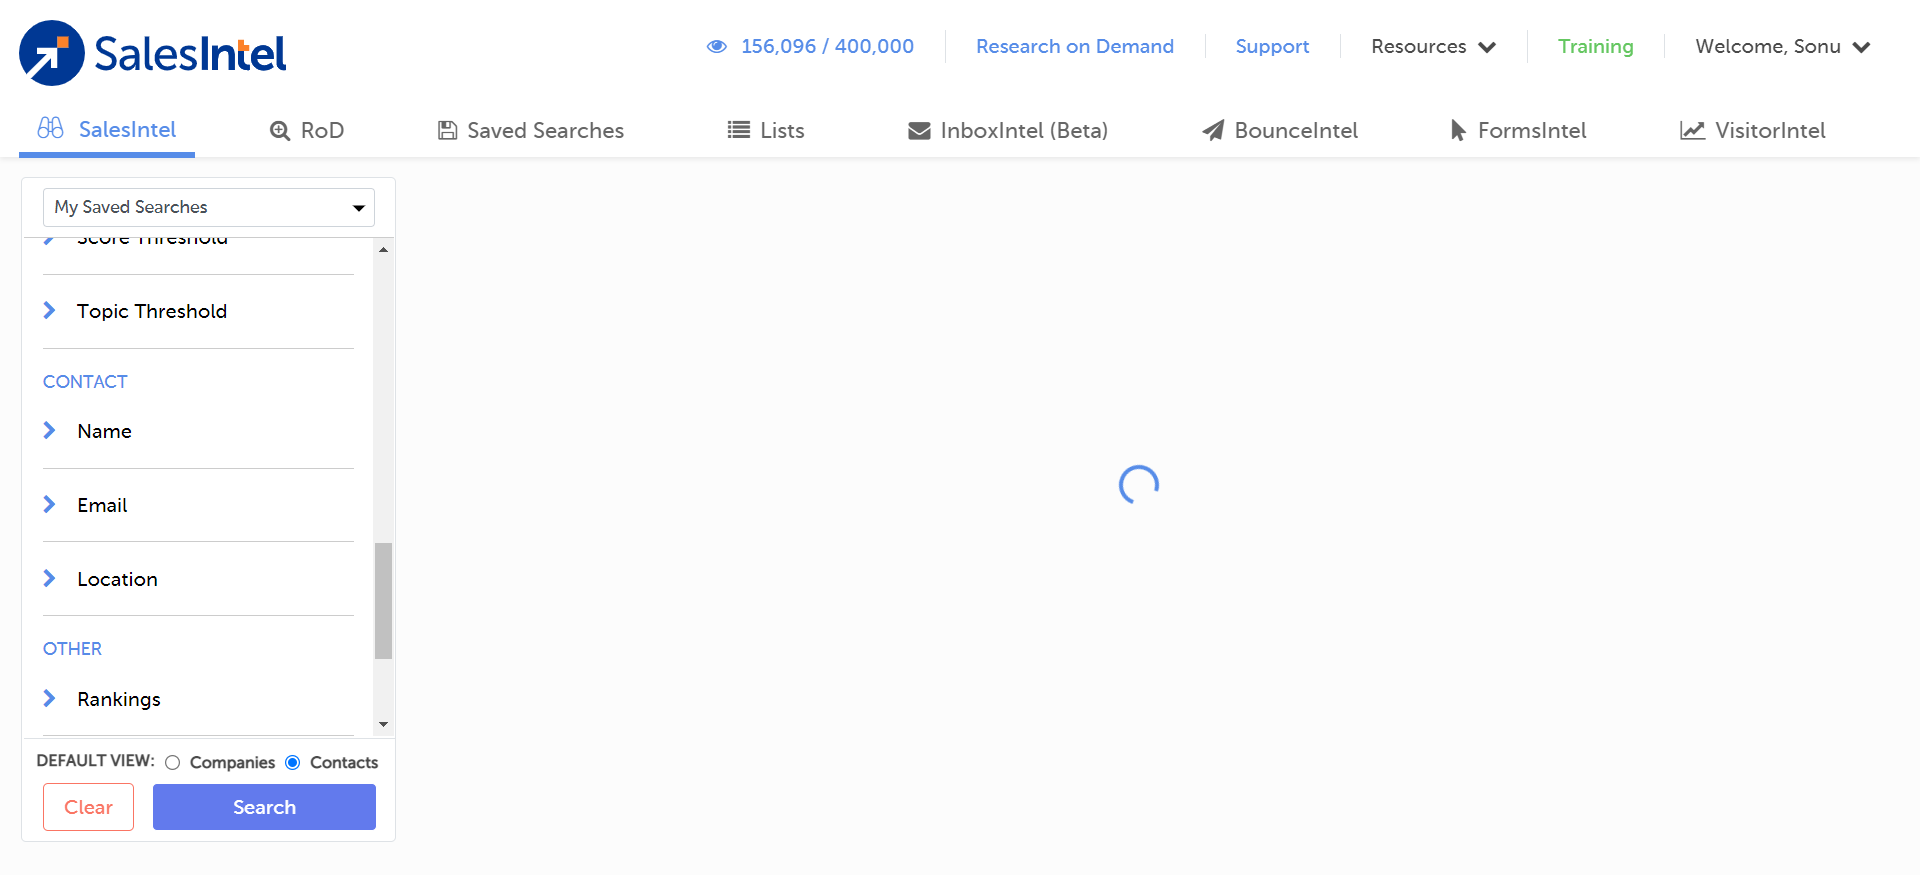 SalesIntel
156,096 / 400,000
Research on Demand
Support
Resources
Training
Welcome, Sonu
SalesIntel
RoD
Saved Searches
Lists
InboxIntel (Beta)
BounceIntel
FormsIntel
VisitorIntel
My Saved Searches
Score Threshold
Topic Threshold
CONTACT
Name
Email
Location
OTHER
Rankings
DEFAULT VIEW: Companies Contacts
Clear
Search